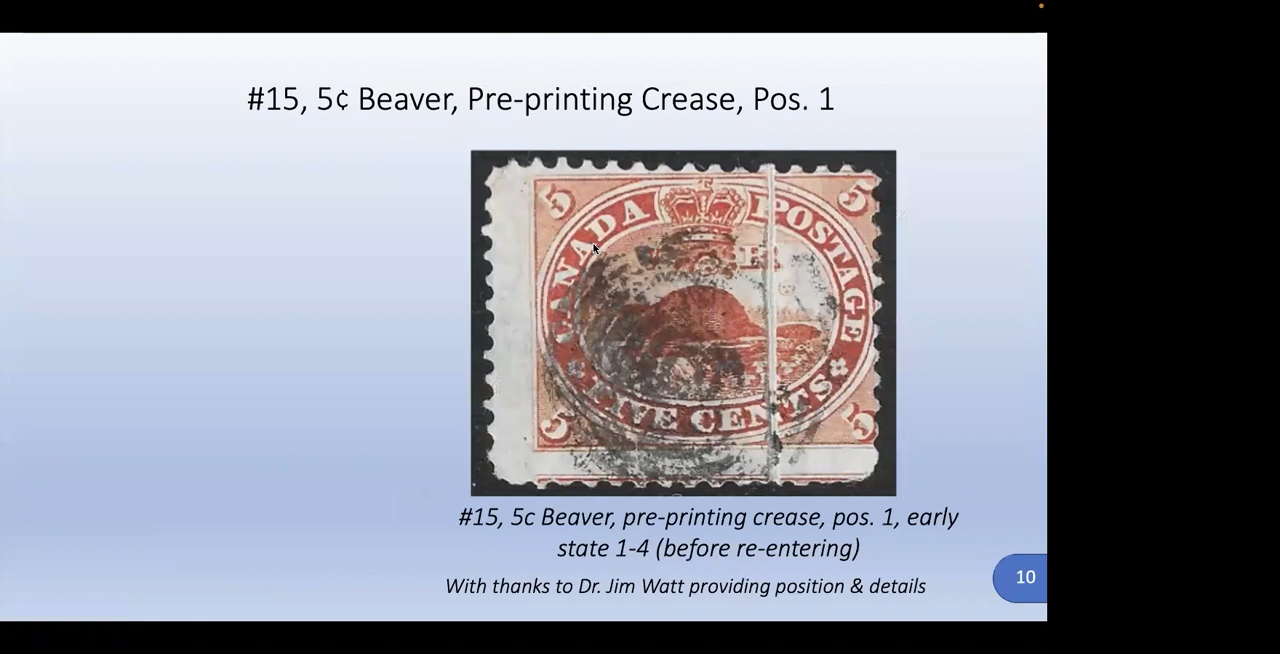 #15, 5¢ Beaver, Pre-printing Crease, Pos. 1
5 5
CANADA POSTAGE
FIVE CENTS
5 5
#15, 5c Beaver, pre-printing crease, pos. 1, early
state 1-4 (before re-entering)
With thanks to Dr. Jim Watt providing position & details
10